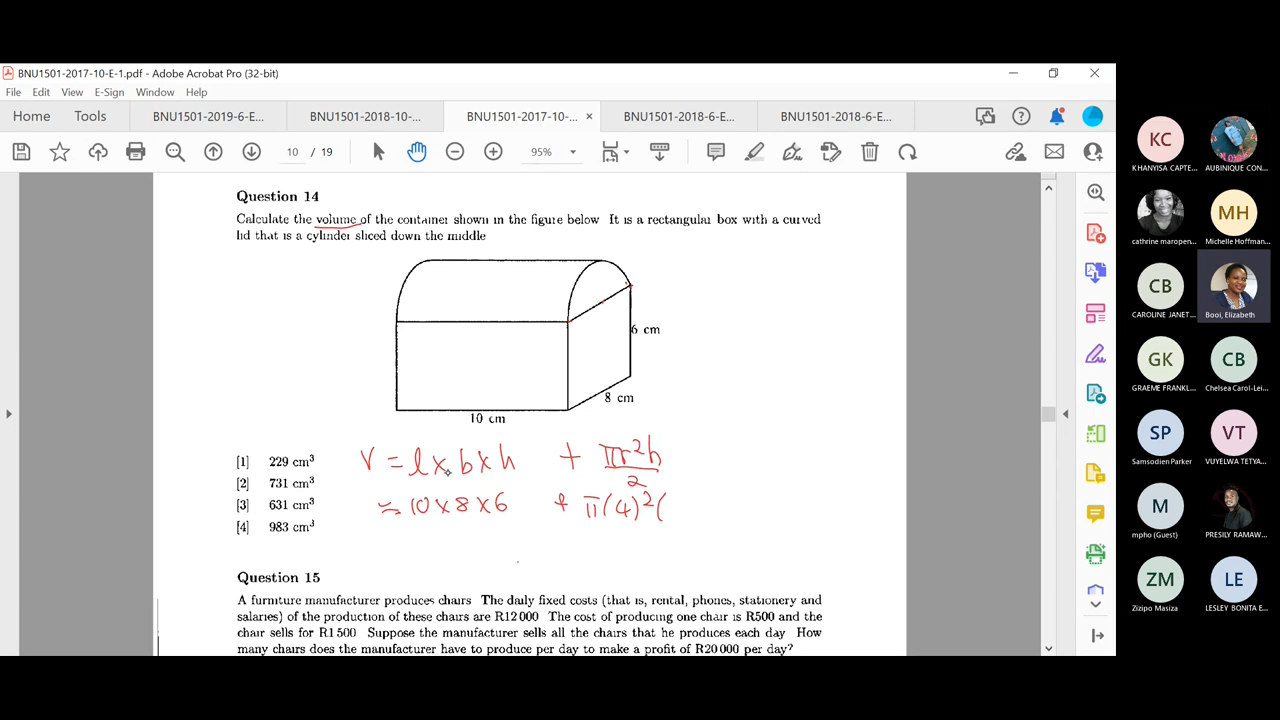 BNU1501-2017-10-E-1.pdf - Adobe Acrobat Pro (32-bit)
File Edit View E-Sign Window Help
Home Tools BNU1501-2019-6-E... BNU1501-2018-10-... BNU1501-2017-10-... × BNU1501-2018-6-E... BNU1501-2018-6-E...
10 / 19 95%
Question 14
Calculate the volume of the container shown in the figure below It is a rectangular box with a curved
lid that is a cylinder sliced down the middle
6 cm
8 cm
10 cm
[1] 229 cm³
[2] 731 cm³
[3] 631 cm³
[4] 983 cm³
V = l × b × h + πr²h
2
≈ 10 × 8 × 6 + π(4)²(
Question 15
A furniture manufacturer produces chairs The daily fixed costs (that is, rental, phones, stationery and
salaries) of the production of these chairs are R12 000 The cost of producing one chair is R500 and the
chair sells for R1 500 Suppose the manufacturer sells all the chairs that he produces each day How
many chairs does the manufacturer have to produce per day to make a profit of R20 000 per day?
KC
KHANYISA CAPTE...
AUBINIQUE CON...
cathrine maropen...
MH
Michelle Hoffman...
CB
CAROLINE JANET...
Booi, Elizabeth
GK
GRAEME FRANKL...
CB
Chelsea Carol-Lei...
SP
Samsodien Parker
VT
VUYELWA TETYA...
M
mpho (Guest)
PRESILY RAMAW...
ZM
Zizipo Masiza
LE
LESLEY BONITA E...